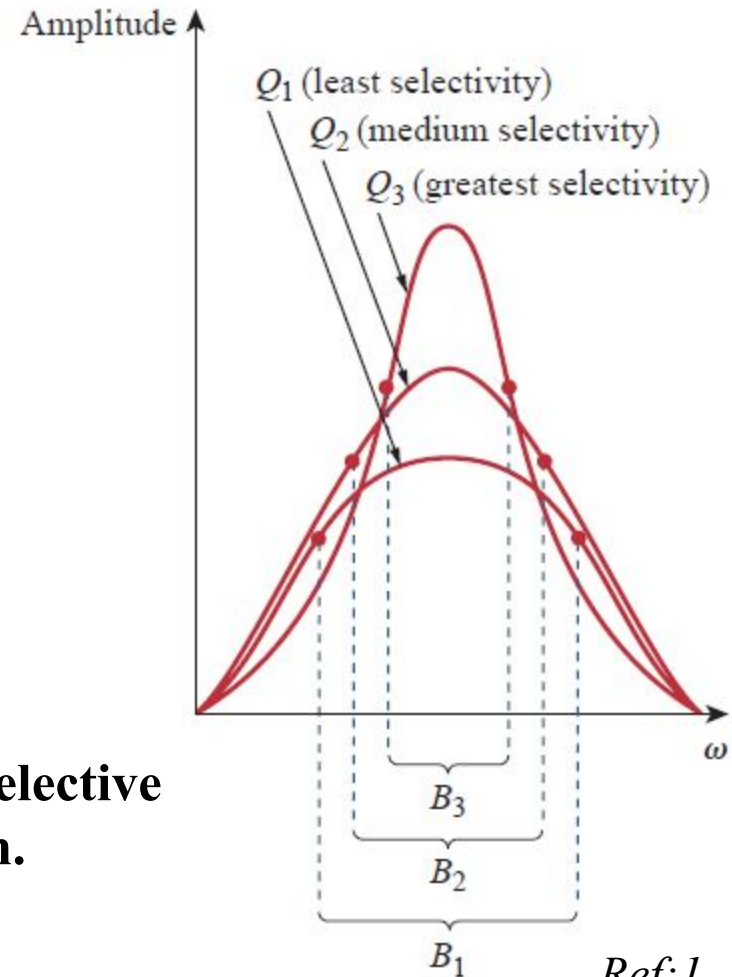 Amplitude
Q1 (least selectivity)
Q2 (medium selectivity)
Q3 (greatest selectivity)
ω
elective
B3
n.
B2
B1
Ref: 1